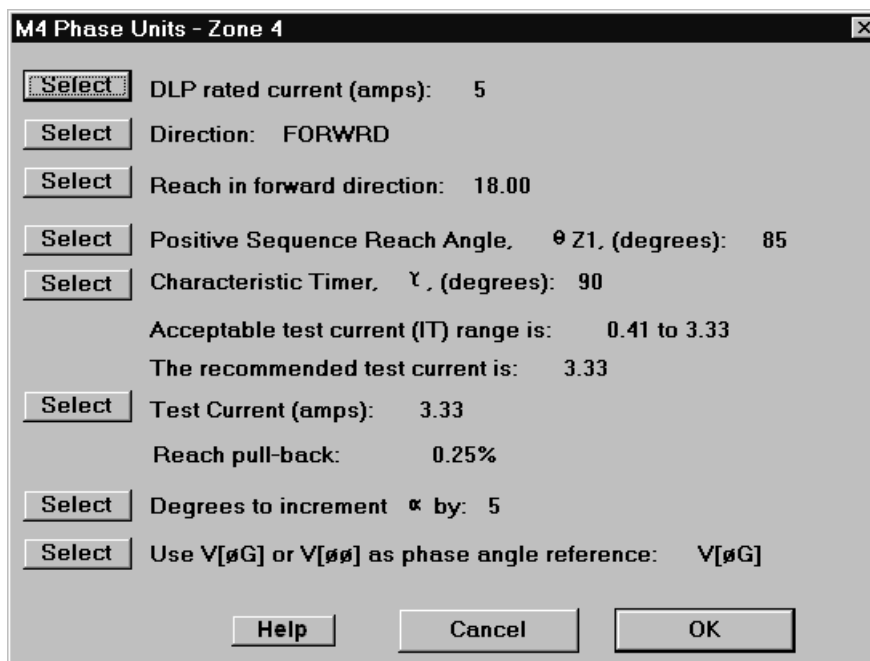 M4 Phase Units - Zone 4
Select DLP rated current (amps): 5
Select Direction: FORWRD
Select Reach in forward direction: 18.00
Select Positive Sequence Reach Angle, θ Z1, (degrees): 85
Select Characteristic Timer, ϒ, (degrees): 90
Acceptable test current (IT) range is: 0.41 to 3.33
The recommended test current is: 3.33
Select Test Current (amps): 3.33
Reach pull-back: 0.25%
Select Degrees to increment α by: 5
Select Use V[øG] or V[øø] as phase angle reference: V[øG]
Help Cancel OK